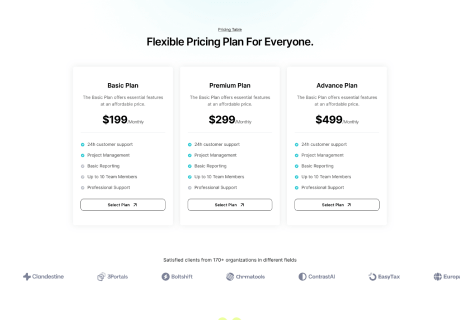 Pricing Table
Flexible Pricing Plan For Everyone.
Basic Plan
The Basic Plan offers essential features
at an affordable price.
$199/Monthly
24h customer support
Project Management
Basic Reporting
Up to 10 Team Members
Professional Support
Select Plan
Premium Plan
The Basic Plan offers essential features
at an affordable price.
$299/Monthly
24h customer support
Project Management
Basic Reporting
Up to 10 Team Members
Professional Support
Select Plan
Advance Plan
The Basic Plan offers essential features
at an affordable price.
$499/Monthly
24h customer support
Project Management
Basic Reporting
Up to 10 Team Members
Professional Support
Select Plan
Satisfied clients from 170+ organizations in different fields
Clandestine
3Portals
Boltshift
Chromatools
ContrastAI
EasyTax
Europ